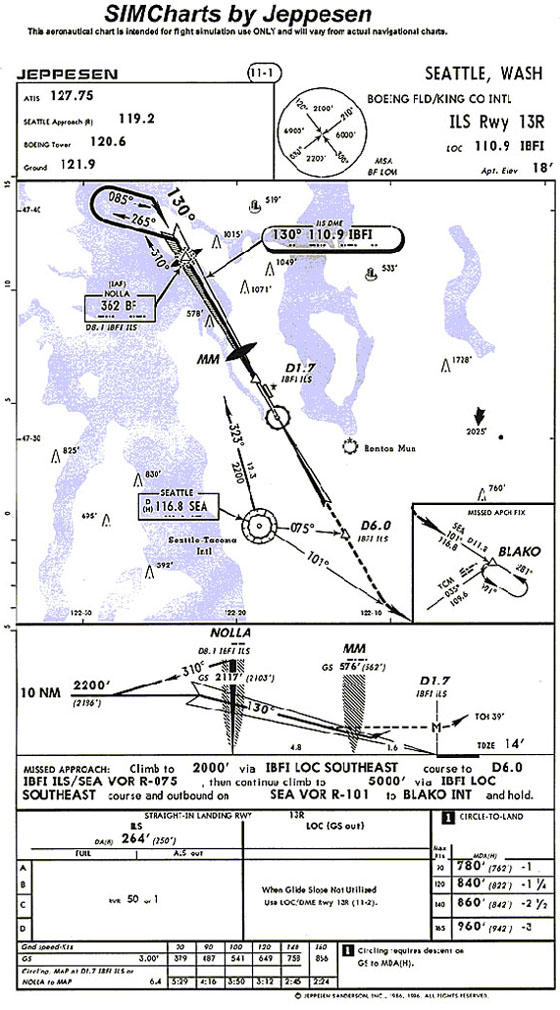 SIMCharts by Jeppesen
This aeronautical chart is intended for flight simulation use ONLY and will vary from actual navigational charts.
JEPPESEN
11-1
SEATTLE, WASH
ATIS 127.75
SEATTLE Approach (R) 119.2
BOEING Tower 120.6
Ground 121.9
120° 2100' 210°
6900' 6000'
030° 2200' 300°
MSA
BF LOM
BOEING FLD/KING CO INTL
ILS Rwy 13R
LOC 110.9 IBFI
Apt. Elev 18'
15
47-40
085°
265°
130°
310°
519'
1015'
ILS DME
130° 110.9 IBFI
1049'
533'
1071'
10
(IAF)
NOLLA
362 BF
D8.1 IBFI ILS
578'
MM
D1.7
IBFI ILS
1728'
5
47-30
2025'
323°
2200
Renton Mun
825'
830'
760'
695'
592'
SEATTLE
D
(H) 116.8 SEA
Seattle-Tacoma
Intl
0
075°
D6.0
IBFI ILS
101°
MISSED APCH FIX
SEA
101° D11.2
116.8
BLAKO
281°
TCM
035°
109.6
122-20
122-10
5
NOLLA
D8.1 IBFI ILS
GS 2117' (2103')
MM
GS 576' (562')
D1.7
IBFI ILS
310°
10 NM 2200'
(2186')
130°
M
TCH 39'
4.8
1.6
TDZE 14'
MISSED APPROACH: Climb to 2000' via IBFI LOC SOUTHEAST course to D6.0
IBFI ILS/SEA VOR R-075 , then continue climb to 5000' via IBFI LOC
SOUTHEAST course and outbound on SEA VOR R-101 to BLAKO INT and hold.
STRAIGHT-IN LANDING RWY 13R
1 CIRCLE-TO-LAND
ILS
LOC (GS out)
DA(H) 264' (250')
FULL
ALS out
Max
Kts
MDA(H)
A
B
C
D
RVR 50 or 1
When Glide Slope Not Utilized
Use LOC/DME Rwy 13R (11-2).
90 780' (762') -1
120 840' (822') -1 1/4
140 860' (842') -2 1/2
165 960' (942') -3
Gnd speed-Kts 70 90 100 120 140 160
GS 3.00° 379 487 541 649 758 866
Circling: MAP at D1.7 IBFI ILS or
NOLLA to MAP 6.4 5:29 4:16 3:50 3:12 2:45 2:24
1 Circling requires descent on
GS to MDA(H).
© JEPPESEN SANDERSON, INC., 1986, 1996. ALL RIGHTS RESERVED.